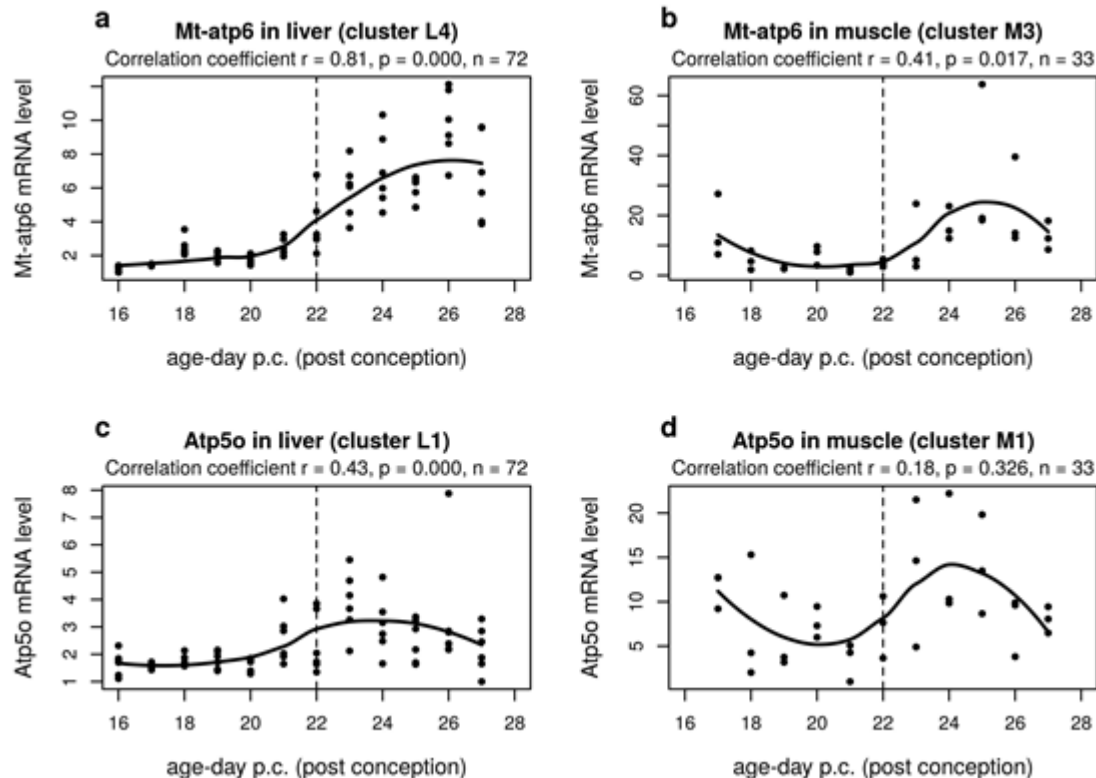 a
Mt-atp6 in liver (cluster L4)
Correlation coefficient r = 0.81, p = 0.000, n = 72
Mt-atp6 mRNA level
10
8
6
4
2
16 18 20 22 24 26 28
age-day p.c. (post conception)
b
Mt-atp6 in muscle (cluster M3)
Correlation coefficient r = 0.41, p = 0.017, n = 33
Mt-atp6 mRNA level
60
40
20
0
16 18 20 22 24 26 28
age-day p.c. (post conception)
c
Atp5o in liver (cluster L1)
Correlation coefficient r = 0.43, p = 0.000, n = 72
Atp5o mRNA level
8
7
6
5
4
3
2
1
16 18 20 22 24 26 28
age-day p.c. (post conception)
d
Atp5o in muscle (cluster M1)
Correlation coefficient r = 0.18, p = 0.326, n = 33
Atp5o mRNA level
20
15
10
5
16 18 20 22 24 26 28
age-day p.c. (post conception)